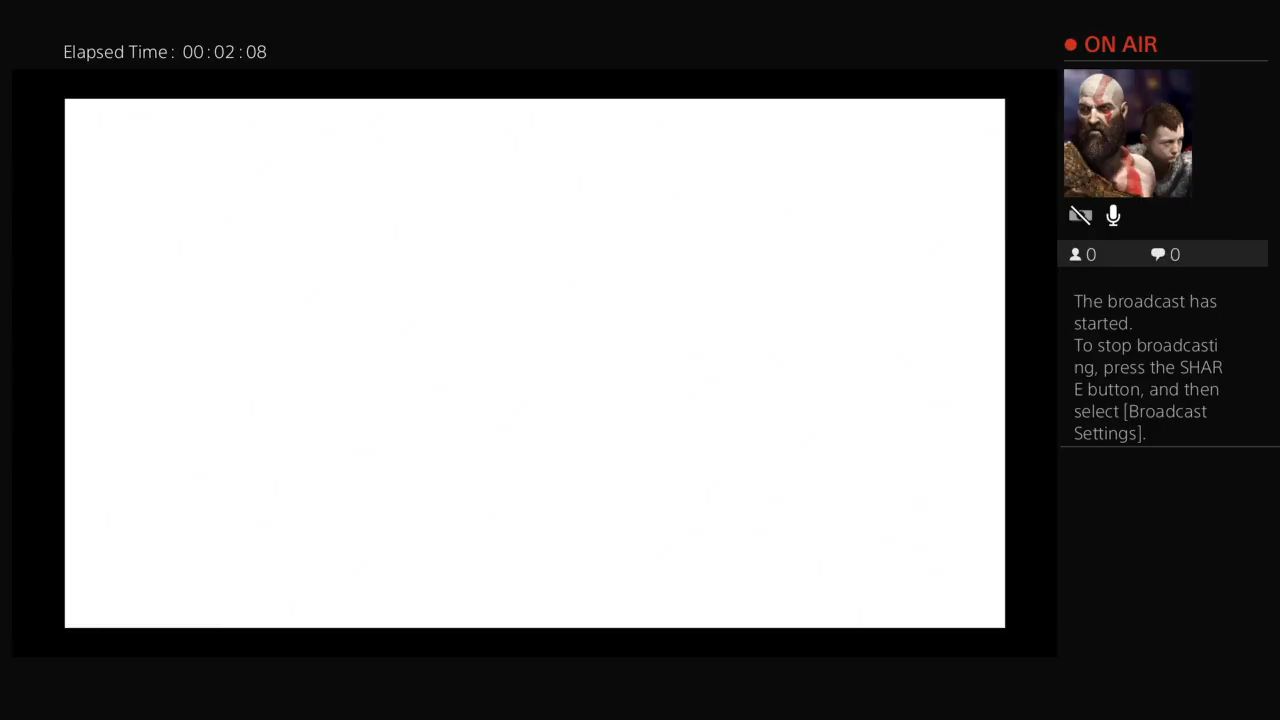 Elapsed Time: 00:02:08
ON AIR
0 0
The broadcast has
started.
To stop broadcasti
ng, press the SHAR
E button, and then
select [Broadcast
Settings].